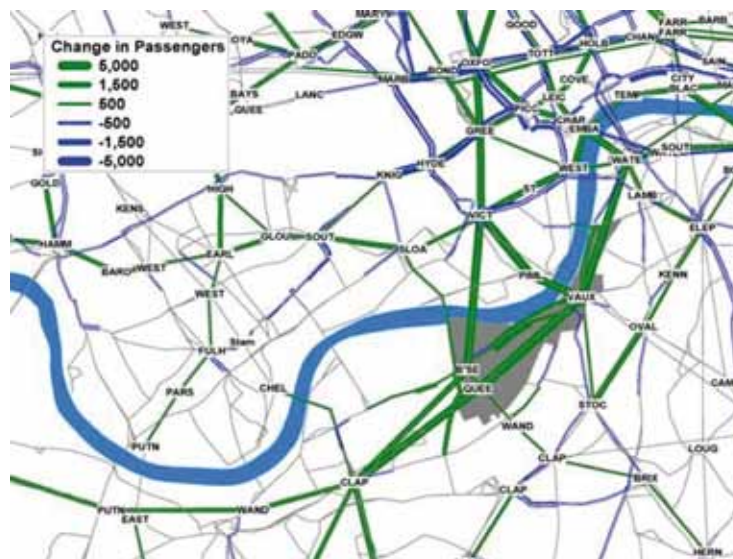 MARYS
GOOD
FARR
BARB
WEST
EDGW
HOLB
CHAN
FARR
OYA
PADD
TOTT
SAIN
Change in Passengers
OXFO
BOND
MARB
COVE
CITY
5,000
BAYS
LANC
LEIC
TEM
BLAC
1,500
QUEE
PICC
CHAR
500
GREE
EMBA
-500
SOUT
-1,500
HYDE
WEST
WATE
-5,000
KNIG
GOLD
HIGH
ST
LAMB
KENS
VICT
ELEP
HAMM
GLOU
SOUT
SLOA
BARO
WEST
EARL
KENN
WEST
VAUX
OVAL
Stam
FULH
B'SE
CAM
PARS
CHEL
QUEE
STOC
WAND
PUTN
LOUG
CLAP
CLAP
CLAP
BRIX
PUTN
WAND
EAST
HERN